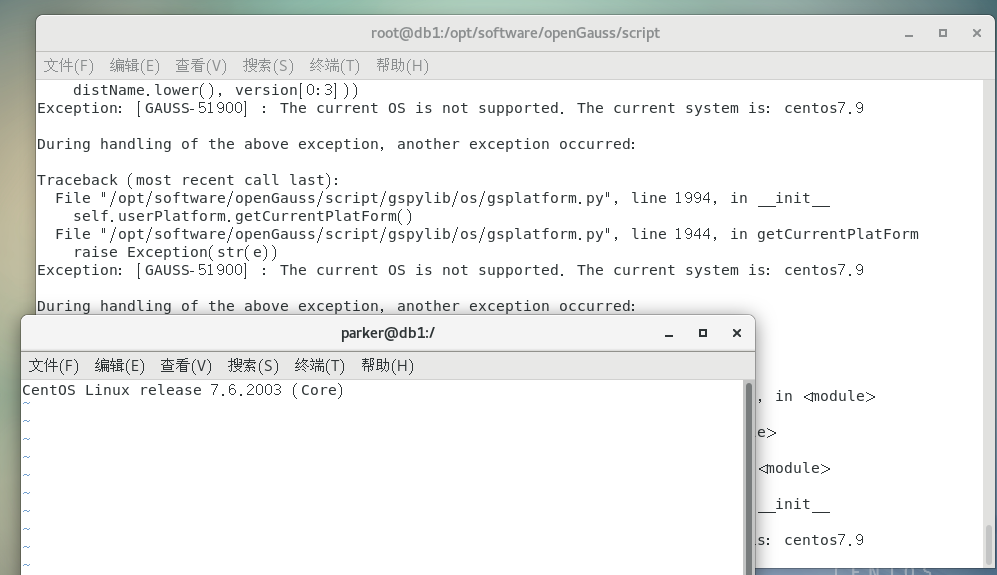 root@db1:/opt/software/openGauss/script
文件(F) 编辑(E) 查看(V) 搜索(S) 终端(T) 帮助(H)
distName.lower(), version[0:3]))
Exception: [GAUSS-51900] : The current OS is not supported. The current system is: centos7.9
During handling of the above exception, another exception occurred:
Traceback (most recent call last):
File "/opt/software/openGauss/script/gspylib/os/gsplatform.py", line 1994, in __init__
self.userPlatform.getCurrentPlatForm()
File "/opt/software/openGauss/script/gspylib/os/gsplatform.py", line 1944, in getCurrentPlatForm
raise Exception(str(e))
Exception: [GAUSS-51900] : The current OS is not supported. The current system is: centos7.9
During handling of the above exception, another exception occurred:
parker@db1:/
文件(F) 编辑(E) 查看(V) 搜索(S) 终端(T) 帮助(H)
CentOS Linux release 7.6.2003 (Core)
~
~
~
~
~
~
~
~
~
~
, in <module>
e>
<module>
__init__
s: centos7.9
CENTOS